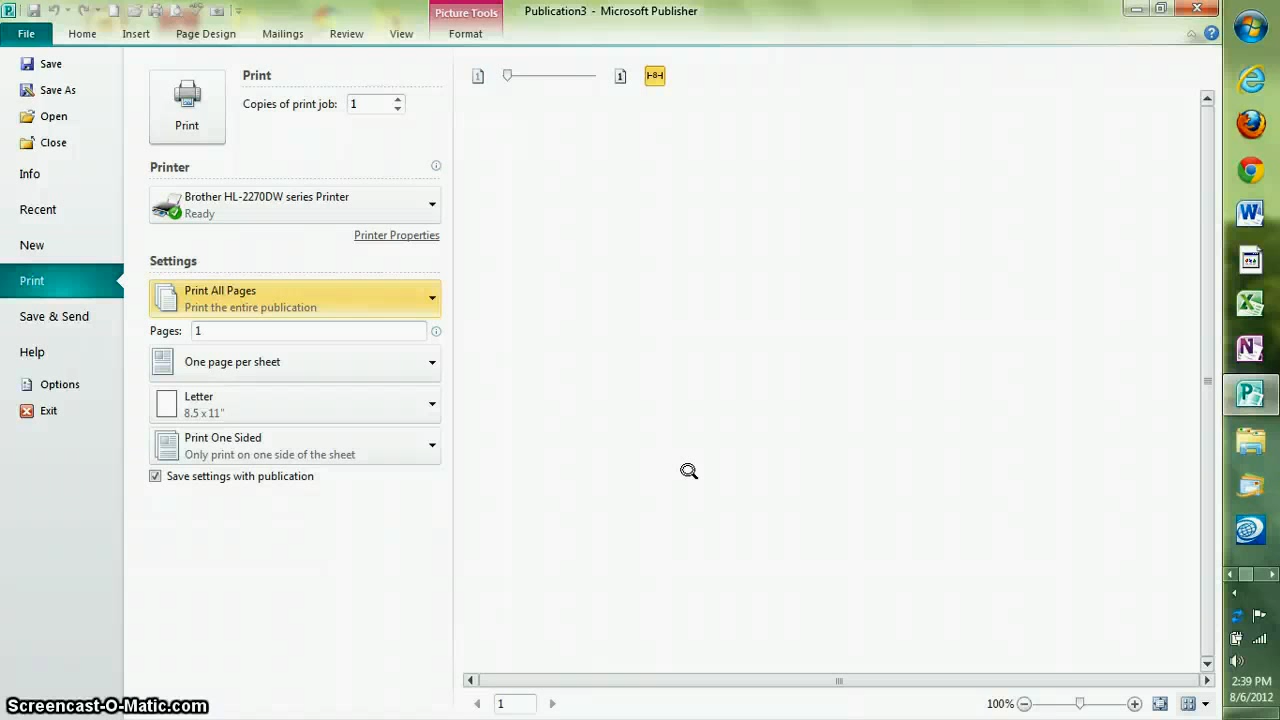 Picture Tools
Publication3 - Microsoft Publisher
File
Home
Insert
Page Design
Mailings
Review
View
Format
Save
Save As
Open
Close
Info
Recent
New
Print
Save & Send
Help
Options
Exit
Print
Print
Copies of print job: 1
Printer
Brother HL-2270DW series Printer
Ready
Printer Properties
Settings
Print All Pages
Print the entire publication
Pages: 1
One page per sheet
Letter
8.5 x 11"
Print One Sided
Only print on one side of the sheet
Save settings with publication
1
100%
2:39 PM
8/6/2012
Screencast-O-Matic.com